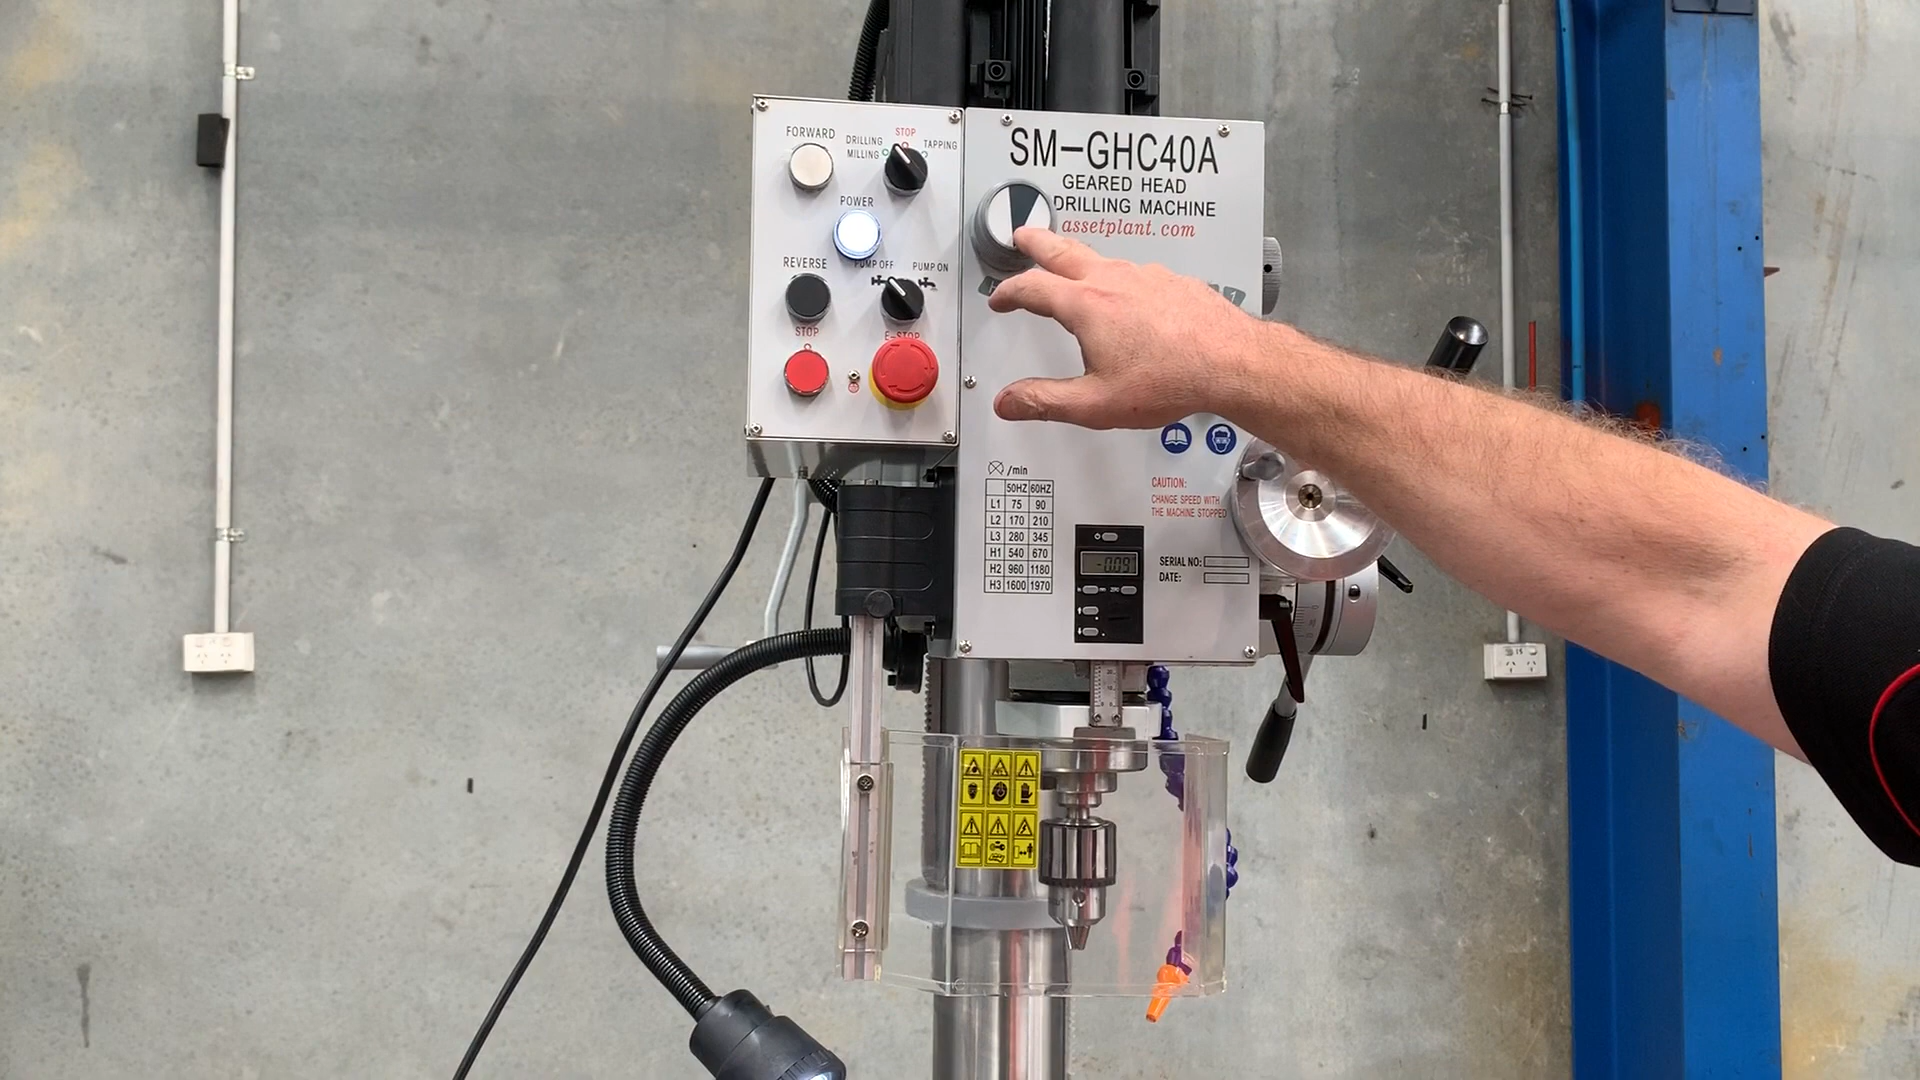 FORWARD
STOP
DRILLING
TAPPING
MILLING
POWER
REVERSE
PUMP OFF
PUMP ON
STOP
E-STOP
SM-GHC40A
GEARED HEAD
DRILLING MACHINE
assetplant.com
/min
50HZ 60HZ
L1 75 90
L2 170 210
L3 280 345
H1 540 670
H2 960 1180
H3 1600 1970
CAUTION:
CHANGE SPEED WITH
THE MACHINE STOPPED
SERIAL NO:
DATE:
-0.09